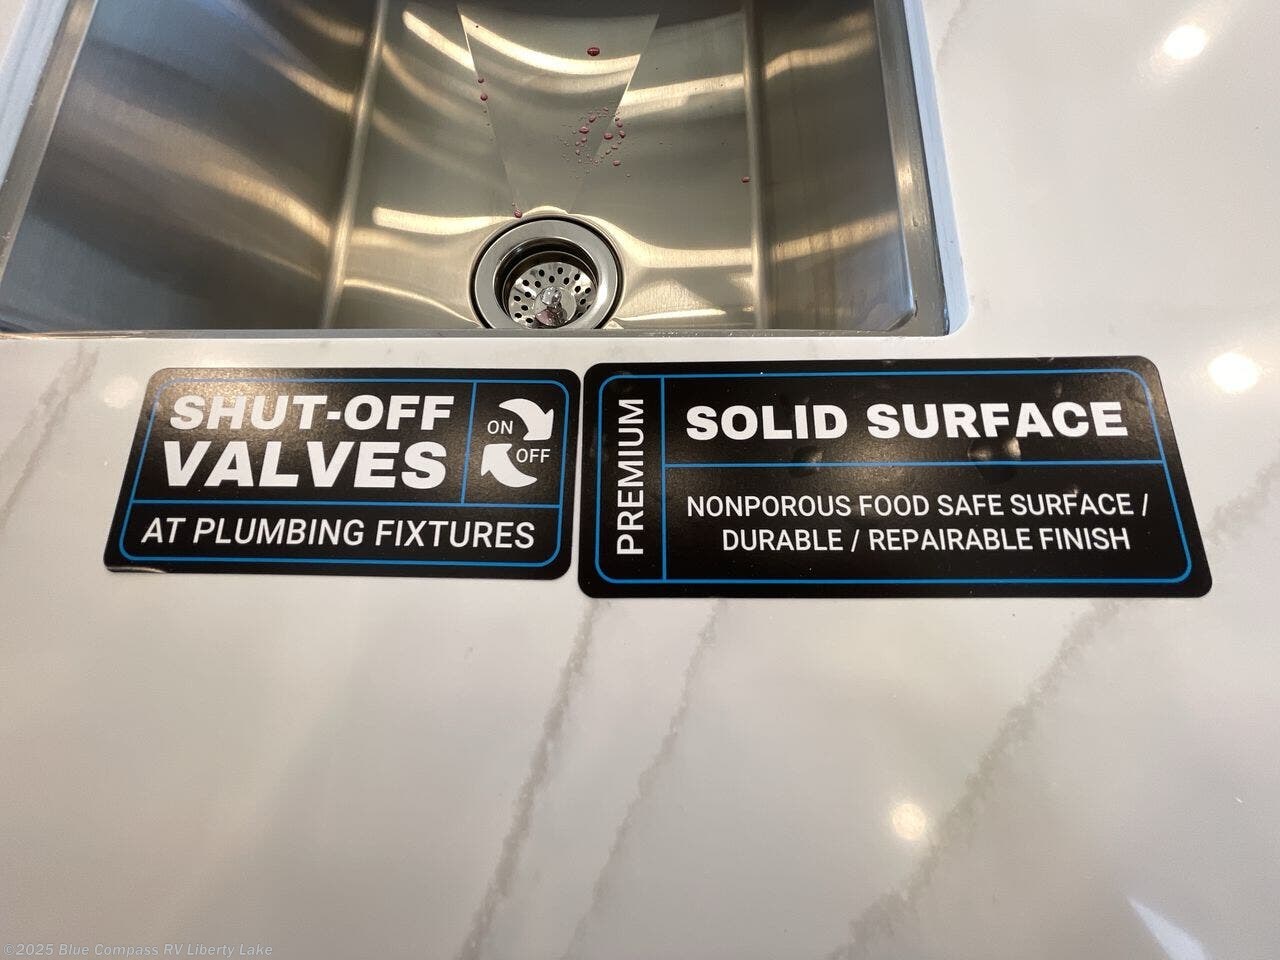 SHUT-OFF
VALVES
ON
OFF
AT PLUMBING FIXTURES
PREMIUM
SOLID SURFACE
NONPOROUS FOOD SAFE SURFACE /
DURABLE / REPAIRABLE FINISH
©2025 Blue Compass RV Liberty Lake